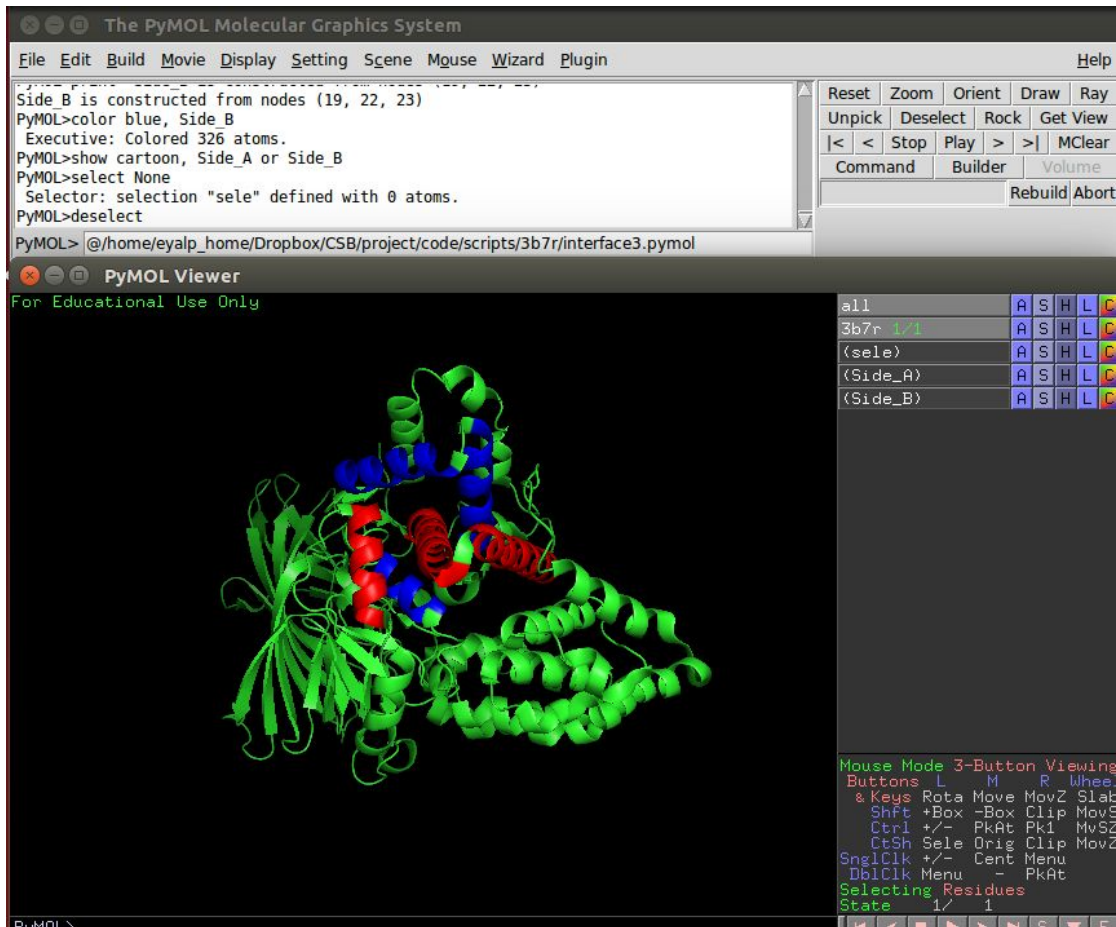 The PyMOL Molecular Graphics System
File Edit Build Movie Display Setting Scene Mouse Wizard Plugin Help
Side_B is constructed from nodes (19, 22, 23)
PyMOL>color blue, Side_B
Executive: Colored 326 atoms.
PyMOL>show cartoon, Side_A or Side_B
PyMOL>select None
Selector: selection "sele" defined with 0 atoms.
PyMOL>deselect
PyMOL> @/home/eyalp_home/Dropbox/CSB/project/code/scripts/3b7r/interface3.pymol
Reset Zoom Orient Draw Ray
Unpick Deselect Rock Get View
|< < Stop Play > >| MClear
Command Builder Volume
Rebuild Abort
PyMOL Viewer
For Educational Use Only
all A S H L C
3b7r 1/1 A S H L C
(sele) A S H L C
(Side_A) A S H L C
(Side_B) A S H L C
Mouse Mode 3-Button Viewing
Buttons L M R Wheel
& Keys Rota Move MovZ Slab
Shft +Box -Box Clip MovS
Ctrl +/- PkAt Pk1 MvSZ
CtSh Sele Orig Clip MovZ
SnglClk +/- Cent Menu
DblClk Menu - PkAt
Selecting Residues
State 1/ 1
PyMOL>
S F